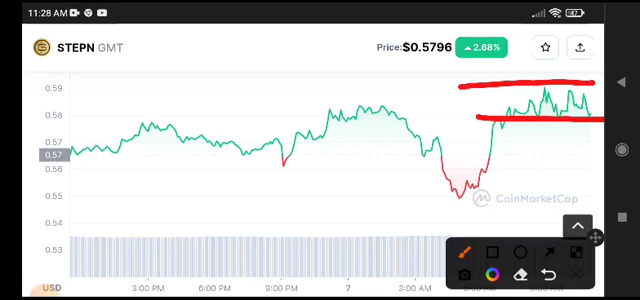 11:28 AM
47
STEPN GMT
Price: $0.5796
2.68%
0.59
0.58
0.57
0.56
0.55
0.54
0.53
CoinMarketCap
USD
3:00 PM
6:00 PM
9:00 PM
7
3:00 AM